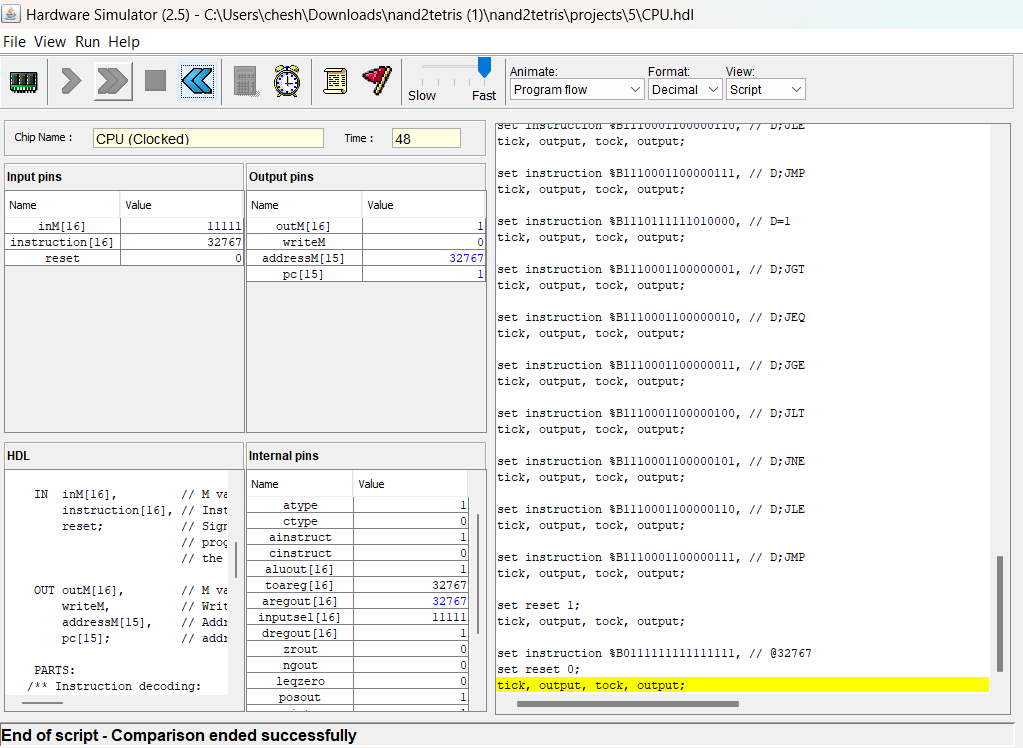 Hardware Simulator (2.5) - C:\Users\chesh\Downloads\nand2tetris (1)\nand2tetris\projects\5\CPU.hdl
File View Run Help
Slow Fast
Animate: Format: View:
Program flow Decimal Script
Chip Name : CPU (Clocked) Time : 48
Input pins
Name Value
inM[16] 11111
instruction[16] 32767
reset 0
Output pins
Name Value
outM[16] 1
writeM 0
addressM[15] 32767
pc[15] 1
HDL
IN inM[16], // M va
instruction[16], // Inst
reset; // Sign
// prog
// the
OUT outM[16], // M va
writeM, // Writ
addressM[15], // Addr
pc[15]; // addr
PARTS:
/** Instruction decoding:
Internal pins
Name Value
atype 1
ctype 0
ainstruct 1
cinstruct 0
aluout[16] 1
toareg[16] 32767
aregout[16] 32767
inputsel[16] 11111
dregout[16] 1
zrout 0
ngout 0
leqzero 0
posout 1
set instruction %B1110001100000110, // D;JLE
tick, output, tock, output;
set instruction %B1110001100000111, // D;JMP
tick, output, tock, output;
set instruction %B1110111111010000, // D=1
tick, output, tock, output;
set instruction %B1110001100000001, // D;JGT
tick, output, tock, output;
set instruction %B1110001100000010, // D;JEQ
tick, output, tock, output;
set instruction %B1110001100000011, // D;JGE
tick, output, tock, output;
set instruction %B1110001100000100, // D;JLT
tick, output, tock, output;
set instruction %B1110001100000101, // D;JNE
tick, output, tock, output;
set instruction %B1110001100000110, // D;JLE
tick, output, tock, output;
set instruction %B1110001100000111, // D;JMP
tick, output, tock, output;
set reset 1;
tick, output, tock, output;
set instruction %B0111111111111111, // @32767
set reset 0;
tick, output, tock, output;
End of script - Comparison ended successfully